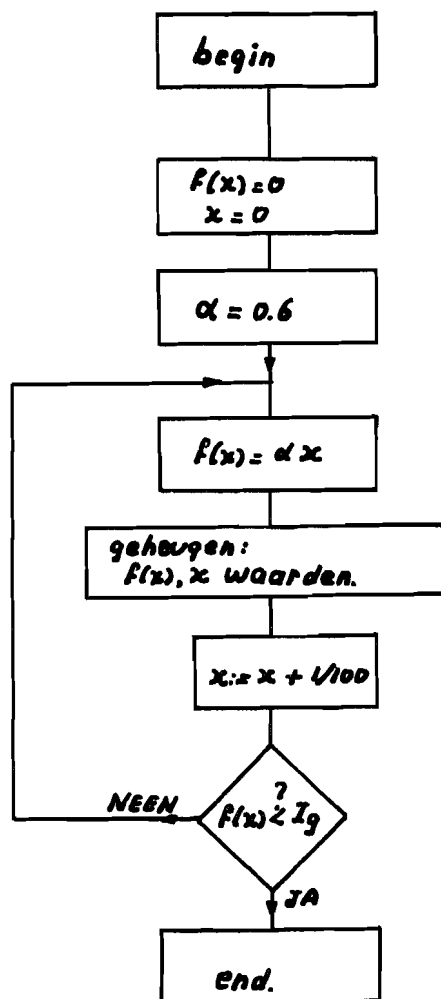 begin
f(x)=0
x=0
α = 0.6
f(x)= αx
geheugen:
f(x), x waarden.
x:= x + 1/100
?
f(x) ≥ Ig
NEEN
JA
end.